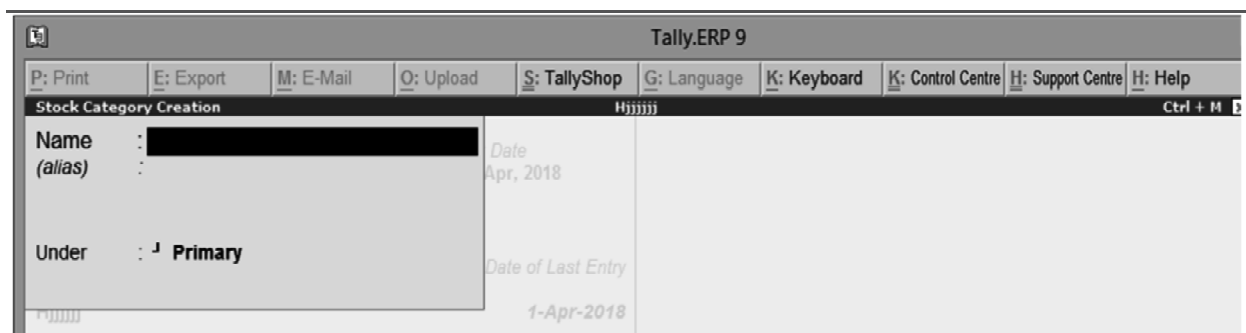 Tally.ERP 9
P: Print E: Export M: E-Mail O: Upload S: TallyShop G: Language K: Keyboard K: Control Centre H: Support Centre H: Help
Stock Category Creation Hjjjjjj Ctrl + M
Name :
(alias) :
Date
Apr, 2018
Under : ┘ Primary
Date of Last Entry
Hjjjjjj 1-Apr-2018